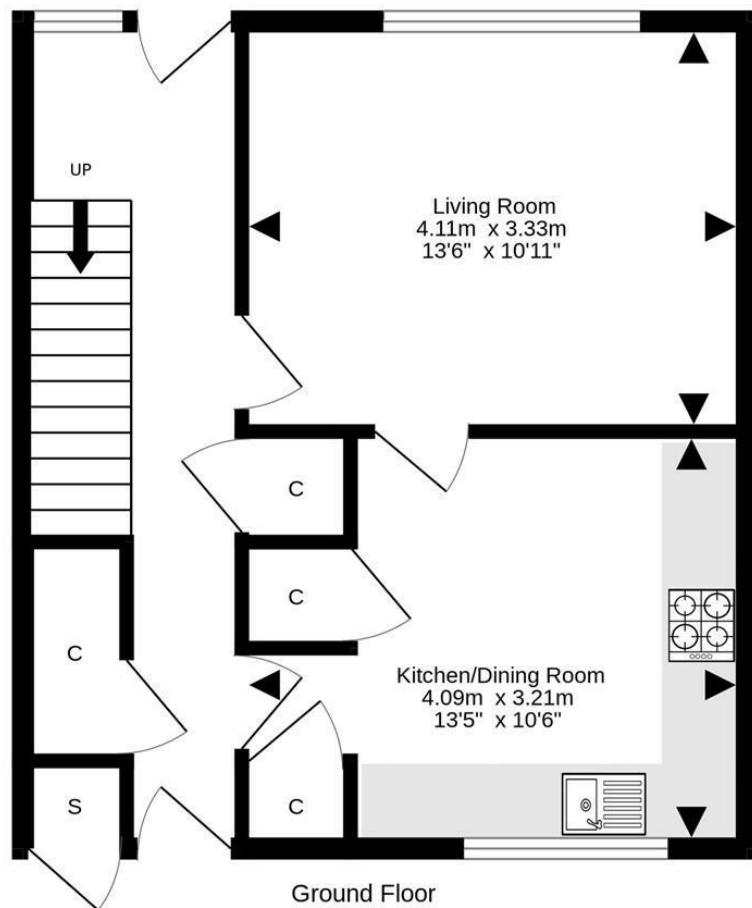 UP
Living Room
4.11m x 3.33m
13'6" x 10'11"
C
C
C
Kitchen/Dining Room
4.09m x 3.21m
13'5" x 10'6"
S
C
Ground Floor